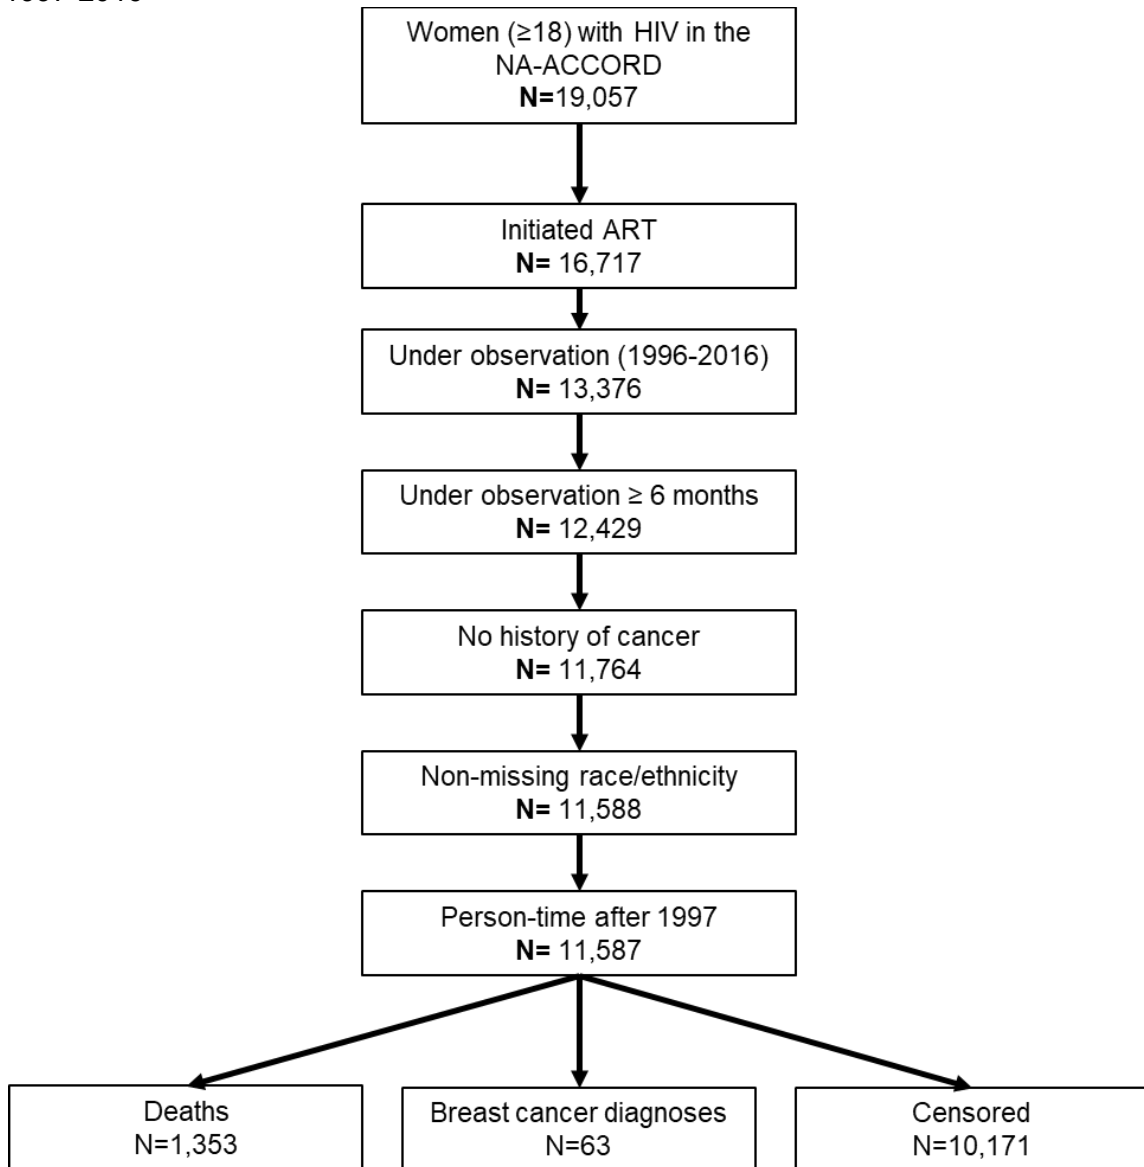 Women (≥18) with HIV in the
NA-ACCORD
N=19,057
Initiated ART
N= 16,717
Under observation (1996-2016)
N= 13,376
Under observation ≥ 6 months
N= 12,429
No history of cancer
N= 11,764
Non-missing race/ethnicity
N= 11,588
Person-time after 1997
N= 11,587
Deaths
N=1,353
Breast cancer diagnoses
N=63
Censored
N=10,171